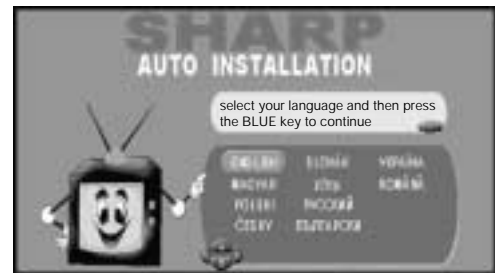 SHARP
AUTO INSTALLATION
select your language and then press
the BLUE key to continue
ENGLISH
MAGYAR ROMÂNĂ
POLSKI РУССКИЙ
ČESKY